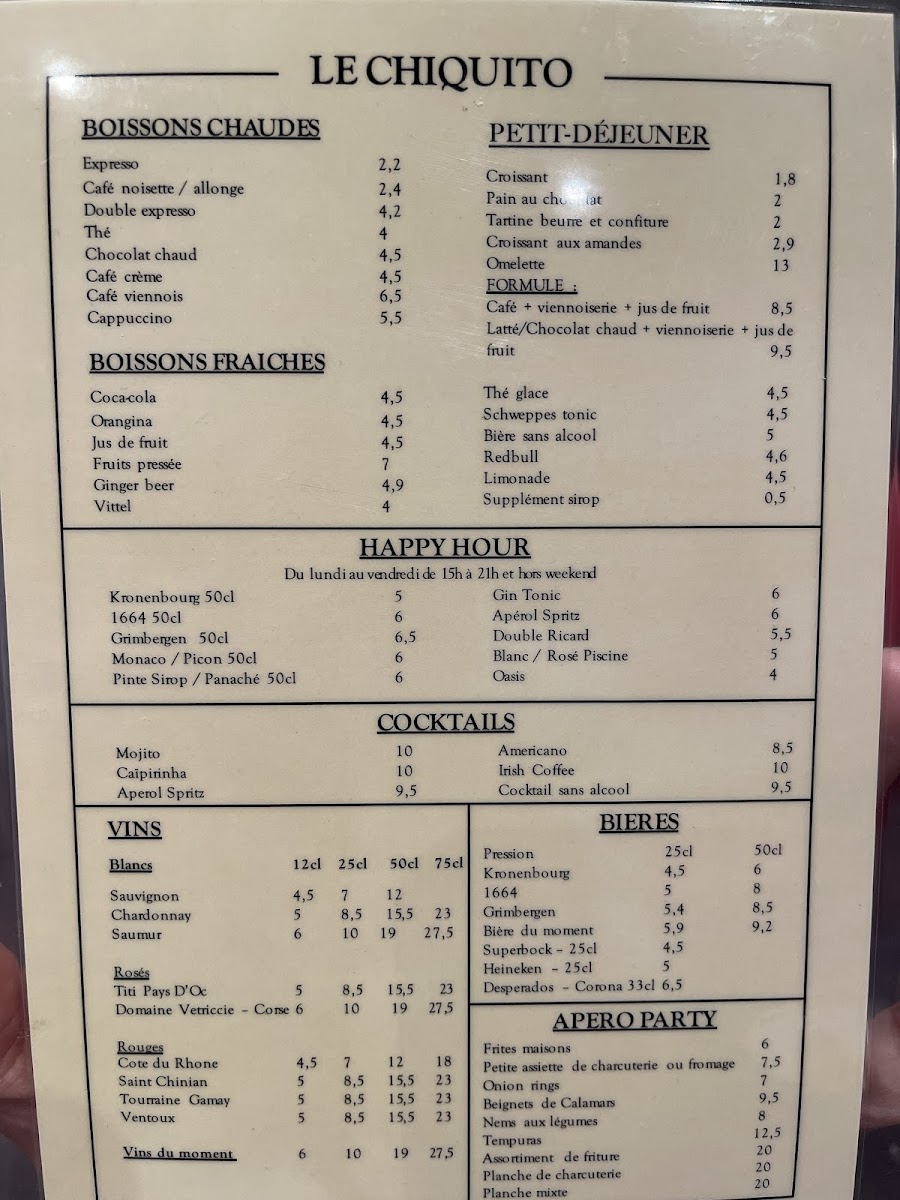 LE CHIQUITO
BOISSONS CHAUDES
Expresso 2,2
Café noisette / allonge 2,4
Double expresso 4,2
Thé 4
Chocolat chaud 4,5
Café crème 4,5
Café viennois 6,5
Cappuccino 5,5
PETIT-DÉJEUNER
Croissant 1,8
Pain au 2
Tartine beurre et confiture 2
Croissant aux amandes 2,9
Omelette 13
FORMULE :
Café + viennoiserie + jus de fruit 8,5
Latté/Chocolat chaud + viennoiserie + jus de
fruit 9,5
BOISSONS FRAICHES
Coca-cola 4,5
Orangina 4,5
Jus de fruit 4,5
Fruits pressée 7
Ginger beer 4,9
Vittel 4
Thé glace 4,5
Schweppes tonic 4,5
Bière sans alcool 5
Redbull 4,6
Limonade 4,5
Supplément sirop 0,5
HAPPY HOUR
Du lundi au vendredi de 15h à 21h et hors weekend
Kronenbourg 50cl 5
1664 50cl 6
Grimbergen 50cl 6,5
Monaco / Picon 50cl 6
Pinte Sirop / Panaché 50cl 6
Gin Tonic 6
Apérol Spritz 6
Double Ricard 5,5
Blanc / Rosé Piscine 5
Oasis 4
COCKTAILS
Mojito 10
Caïpirinha 10
Aperol Spritz 9,5
Americano 8,5
Irish Coffee 10
Cocktail sans alcool 9,5
VINS
Blancs 12cl 25cl 50cl 75cl
Sauvignon 4,5 7 12
Chardonnay 5 8,5 15,5 23
Saumur 6 10 19 27,5
Rosés
Titi Pays D'Oc 5 8,5 15,5 23
Domaine Vetriccie - Corse 6 10 19 27,5
Rouges
Cote du Rhone 4,5 7 12 18
Saint Chinian 5 8,5 15,5 23
Tourraine Gamay 5 8,5 15,5 23
Ventoux 5 8,5 15,5 23
Vins du moment 6 10 19 27,5
BIERES
Pression 25cl 50cl
Kronenbourg 4,5 6
1664 5 8
Grimbergen 5,4 8,5
Bière du moment 5,9 9,2
Superbock - 25cl 4,5
Heineken - 25cl 5
Desperados - Corona 33cl 6,5
APERO PARTY
Frites maisons 6
Petite assiette de charcuterie ou fromage 7,5
Onion rings 7
Beignets de Calamars 9,5
Nems aux légumes 8
Tempuras 12,5
Assortiment de friture 20
Planche de charcuterie 20
Planche mixte 20